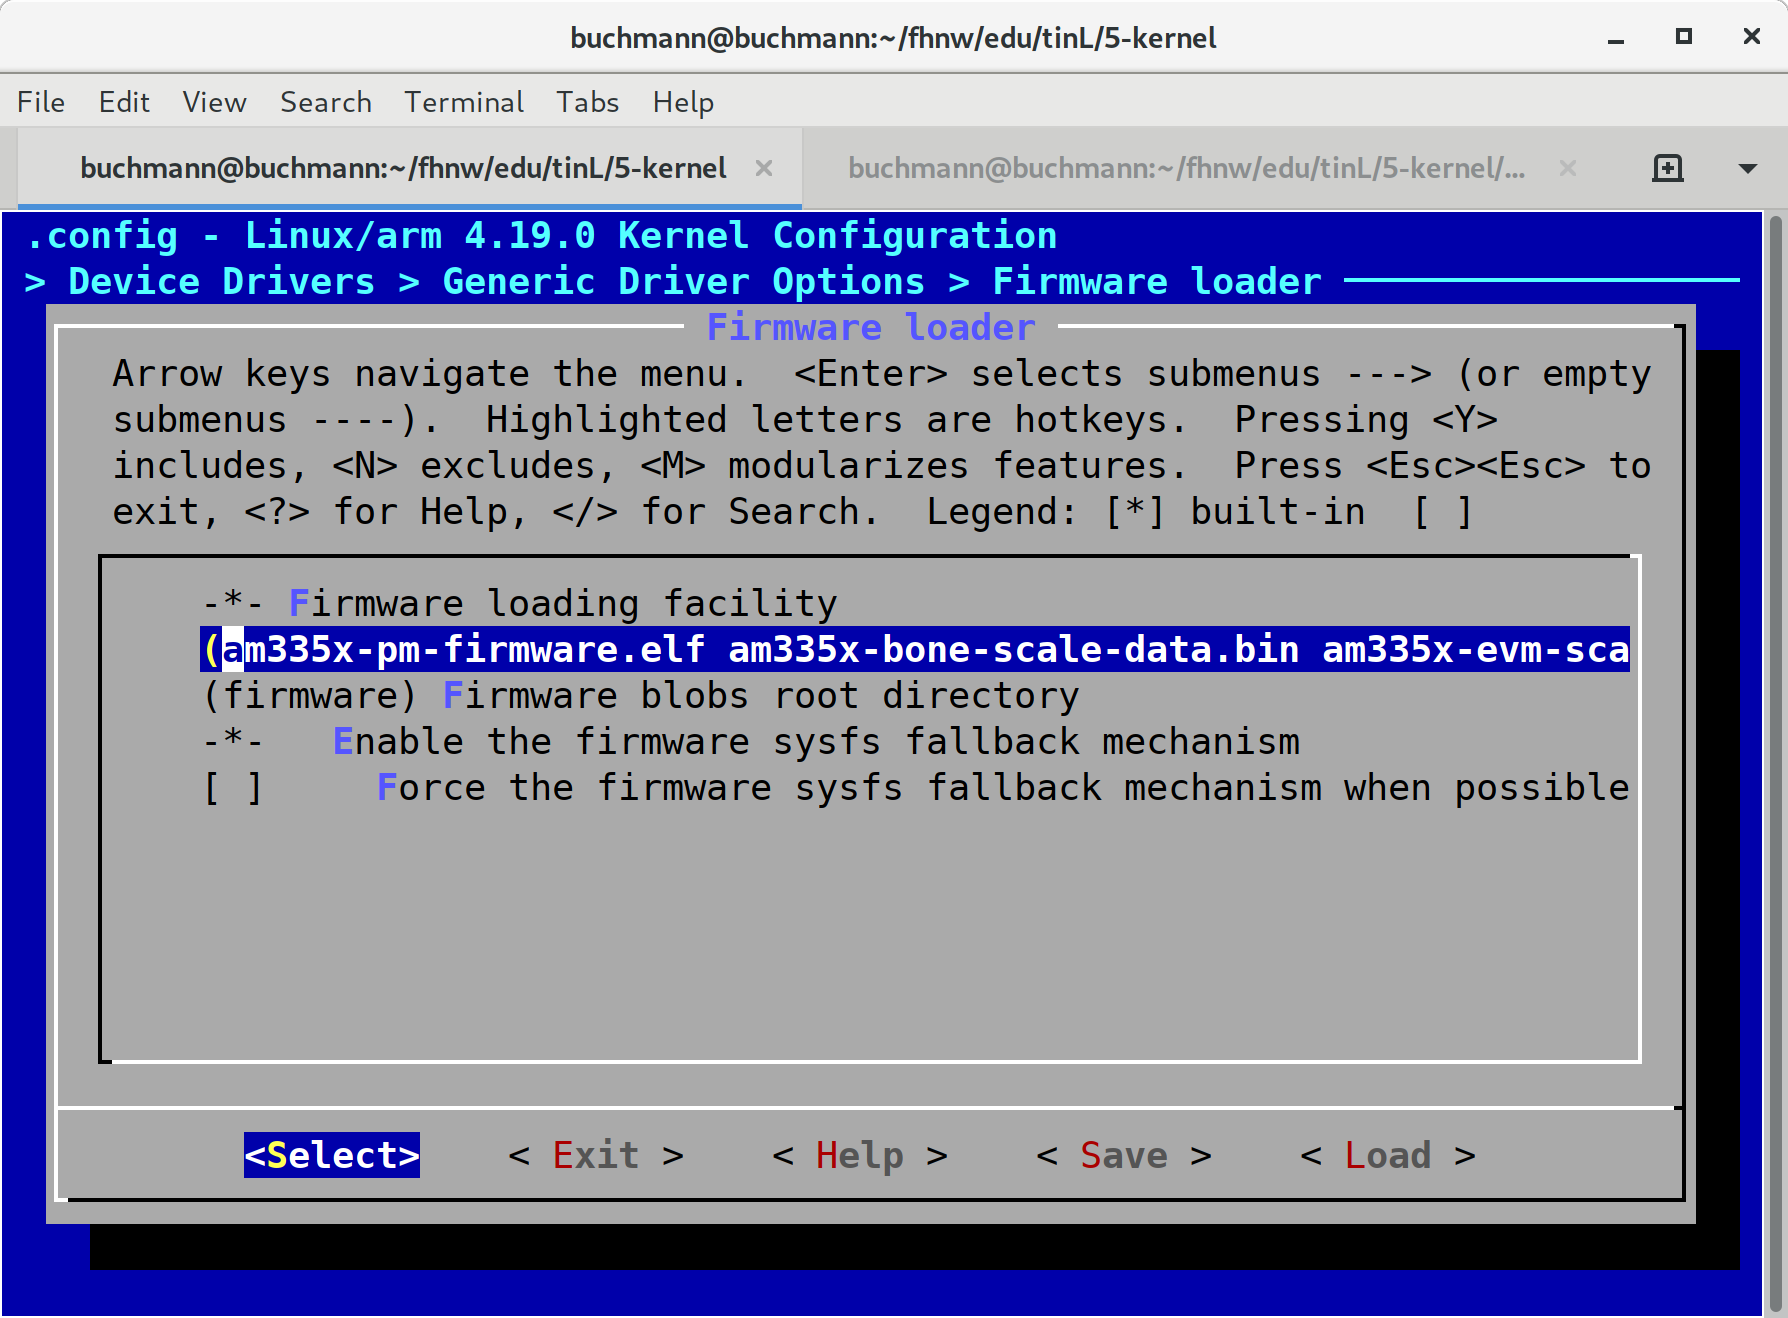 buchmann@buchmann:~/fhnw/edu/tinL/5-kernel
File Edit View Search Terminal Tabs Help
buchmann@buchmann:~/fhnw/edu/tinL/5-kernel × buchmann@buchmann:~/fhnw/edu/tinL/5-kernel/... ×
.config - Linux/arm 4.19.0 Kernel Configuration
> Device Drivers > Generic Driver Options > Firmware loader
Firmware loader
Arrow keys navigate the menu.  <Enter> selects submenus ---> (or empty
submenus ----).  Highlighted letters are hotkeys.  Pressing <Y>
includes, <N> excludes, <M> modularizes features.  Press <Esc><Esc> to
exit, <?> for Help, </> for Search.  Legend: [*] built-in  [ ]
-*- Firmware loading facility
(am335x-pm-firmware.elf am335x-bone-scale-data.bin am335x-evm-sca
(firmware) Firmware blobs root directory
-*-   Enable the firmware sysfs fallback mechanism
[ ]     Force the firmware sysfs fallback mechanism when possible
<Select>    < Exit >    < Help >    < Save >    < Load >